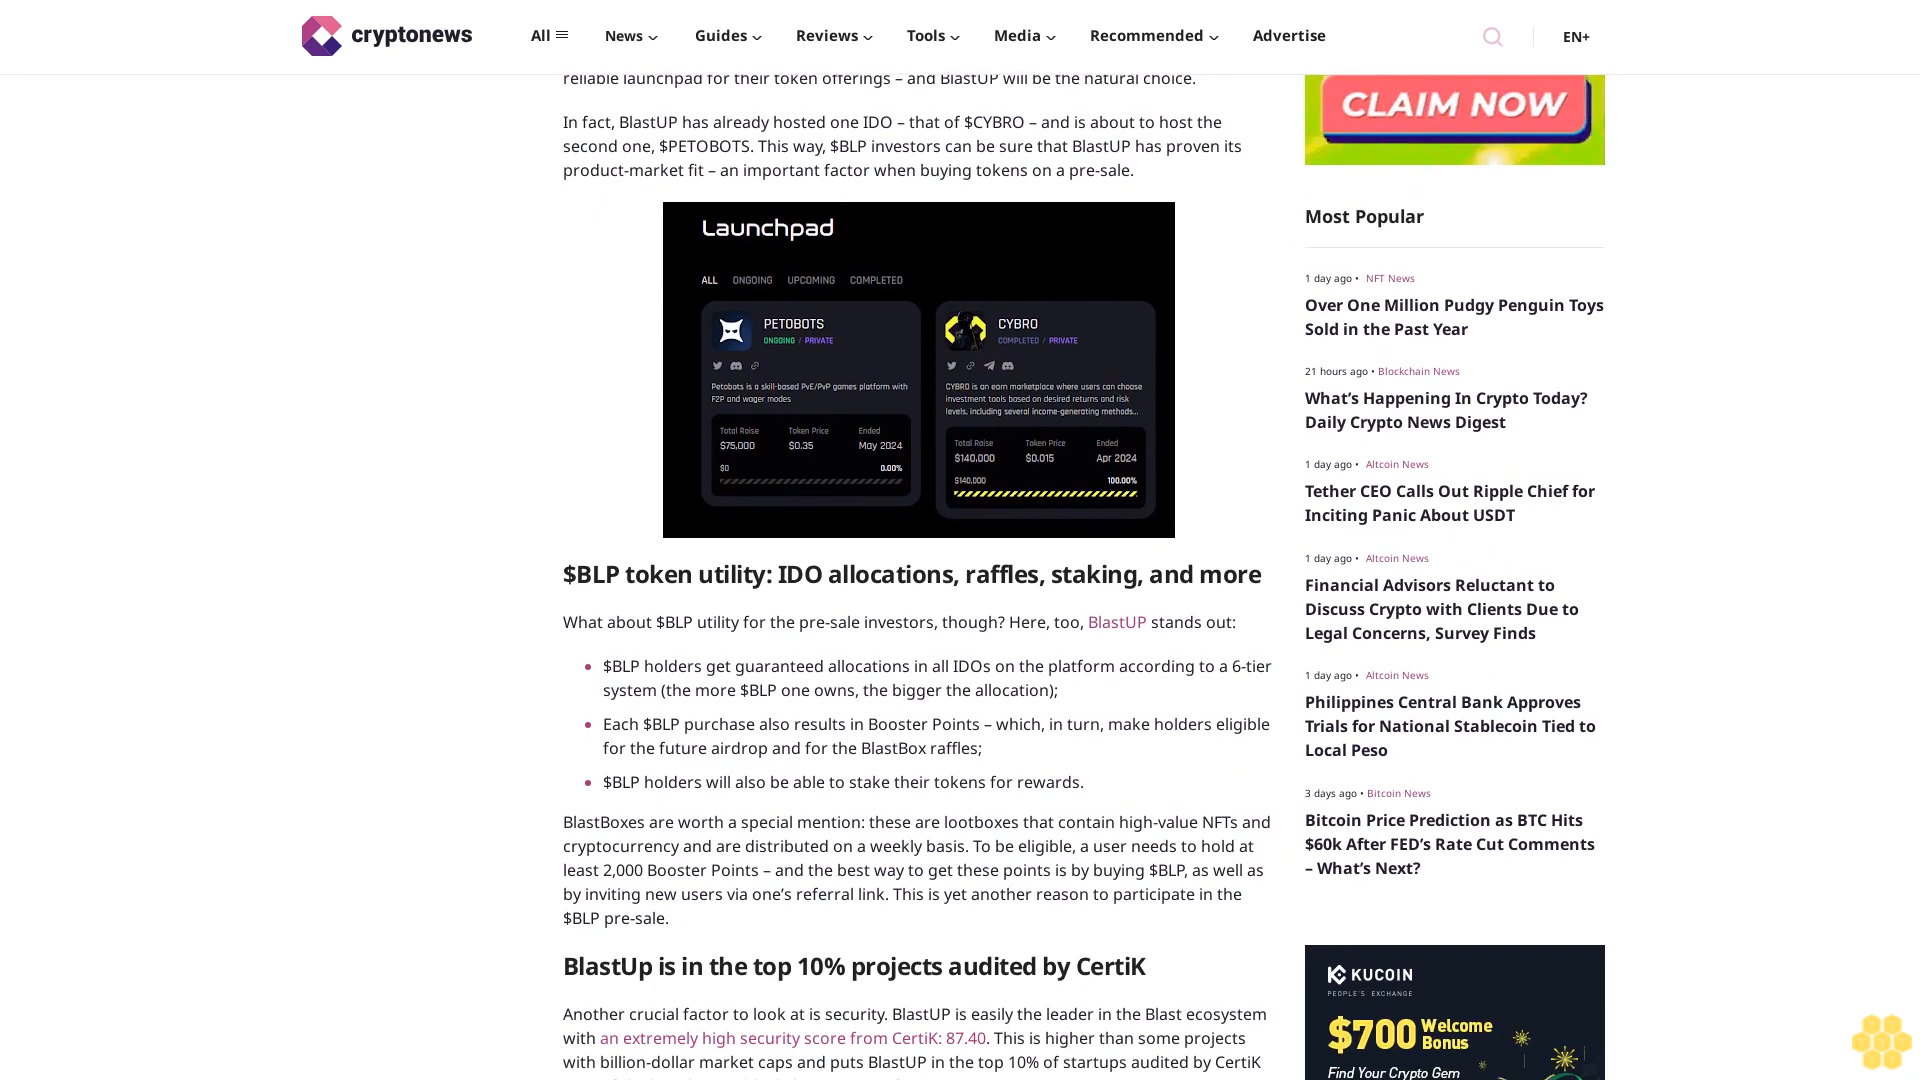 cryptonews
All
News
Guides
Reviews
Tools
Media
Recommended
Advertise
EN+
reliable launchpad for their token offerings – and BlastUP will be the natural choice.
In fact, BlastUP has already hosted one IDO – that of $CYBRO – and is about to host the
second one, $PETOBOTS. This way, $BLP investors can be sure that BlastUP has proven its
product-market fit – an important factor when buying tokens on a pre-sale.
Launchpad
ALL ONGOING UPCOMING COMPLETED
PETOBOTS
ONGOING / PRIVATE
Petobots is a skill-based PvE/PvP games platform with
F2P and wager modes
Total Raise Token Price Ended
$75,000 $0.35 May 2024
$0 0.00%
CYBRO
COMPLETED / PRIVATE
CYBRO is an earn marketplace where users can choose
investment tools based on desired returns and risk
levels, including several income-generating methods...
Total Raise Token Price Ended
$140,000 $0.015 Apr 2024
$140,000 100.00%
$BLP token utility: IDO allocations, raffles, staking, and more
What about $BLP utility for the pre-sale investors, though? Here, too, BlastUP stands out:
• $BLP holders get guaranteed allocations in all IDOs on the platform according to a 6-tier
system (the more $BLP one owns, the bigger the allocation);
• Each $BLP purchase also results in Booster Points – which, in turn, make holders eligible
for the future airdrop and for the BlastBox raffles;
• $BLP holders will also be able to stake their tokens for rewards.
BlastBoxes are worth a special mention: these are lootboxes that contain high-value NFTs and
cryptocurrency and are distributed on a weekly basis. To be eligible, a user needs to hold at
least 2,000 Booster Points – and the best way to get these points is by buying $BLP, as well as
by inviting new users via one’s referral link. This is yet another reason to participate in the
$BLP pre-sale.
BlastUp is in the top 10% projects audited by CertiK
Another crucial factor to look at is security. BlastUP is easily the leader in the Blast ecosystem
with an extremely high security score from CertiK: 87.40. This is higher than some projects
with billion-dollar market caps and puts BlastUP in the top 10% of startups audited by CertiK
CLAIM NOW
Most Popular
1 day ago • NFT News
Over One Million Pudgy Penguin Toys
Sold in the Past Year
21 hours ago • Blockchain News
What’s Happening In Crypto Today?
Daily Crypto News Digest
1 day ago • Altcoin News
Tether CEO Calls Out Ripple Chief for
Inciting Panic About USDT
1 day ago • Altcoin News
Financial Advisors Reluctant to
Discuss Crypto with Clients Due to
Legal Concerns, Survey Finds
1 day ago • Altcoin News
Philippines Central Bank Approves
Trials for National Stablecoin Tied to
Local Peso
3 days ago • Bitcoin News
Bitcoin Price Prediction as BTC Hits
$60k After FED’s Rate Cut Comments
– What’s Next?
KUCOIN
PEOPLE'S EXCHANGE
$700 Welcome
Bonus
Find Your Crypto Gem